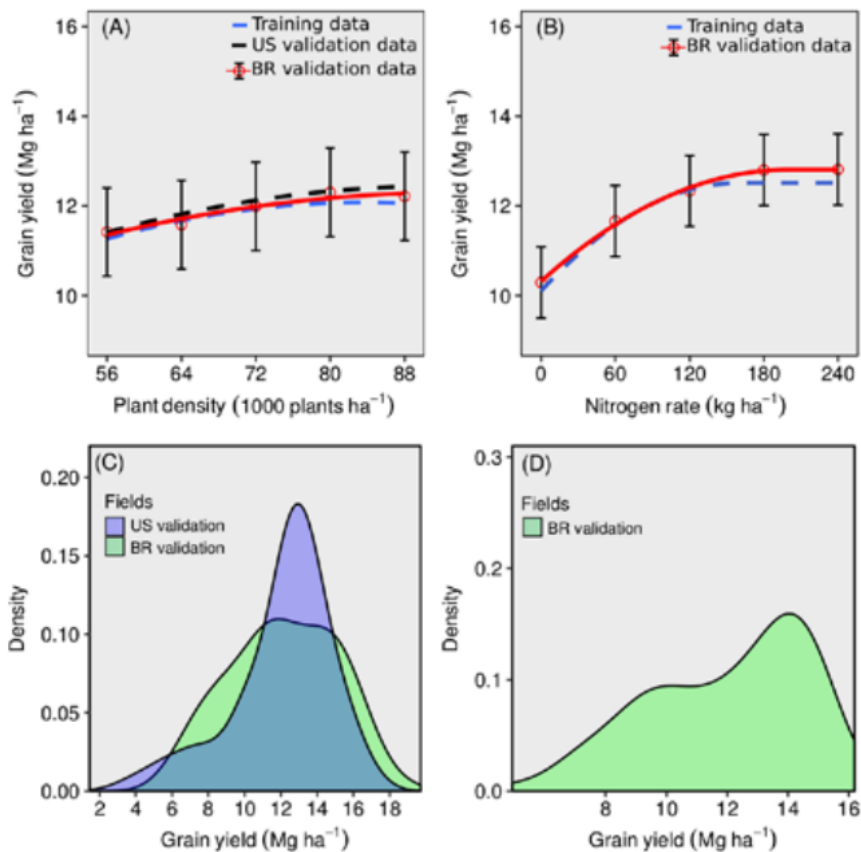 (A)
Training data
US validation data
BR validation data
Grain yield (Mg ha⁻¹)
16
14
12
10
56 64 72 80 88
Plant density (1000 plants ha⁻¹)
(B)
Training data
BR validation data
Grain yield (Mg ha⁻¹)
16
14
12
10
0 60 120 180 240
Nitrogen rate (kg ha⁻¹)
(C)
Fields
US validation
BR validation
Density
0.20
0.15
0.10
0.05
0.00
2 4 6 8 10 12 14 16 18
Grain yield (Mg ha⁻¹)
(D)
Fields
BR validation
Density
0.3
0.2
0.1
0.0
8 10 12 14 16
Grain yield (Mg ha⁻¹)